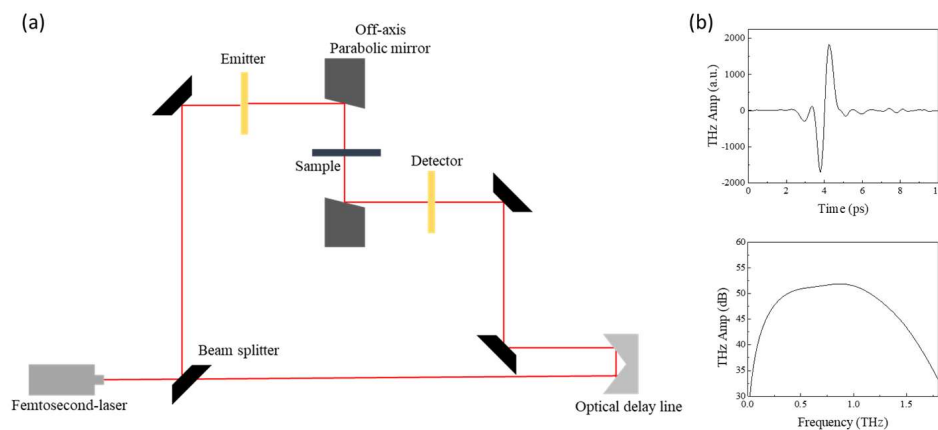 (a)
Off-axis
Parabolic mirror
Emitter
Sample
Detector
Beam splitter
Femtosecond-laser
Optical delay line
(b)
THz Amp (a.u.)
2000
1000
0
-1000
-2000
0
2
4
6
8
10
Time (ps)
THz Amp (dB)
60
55
50
45
40
35
30
0.0
0.5
1.0
1.5
Frequency (THz)